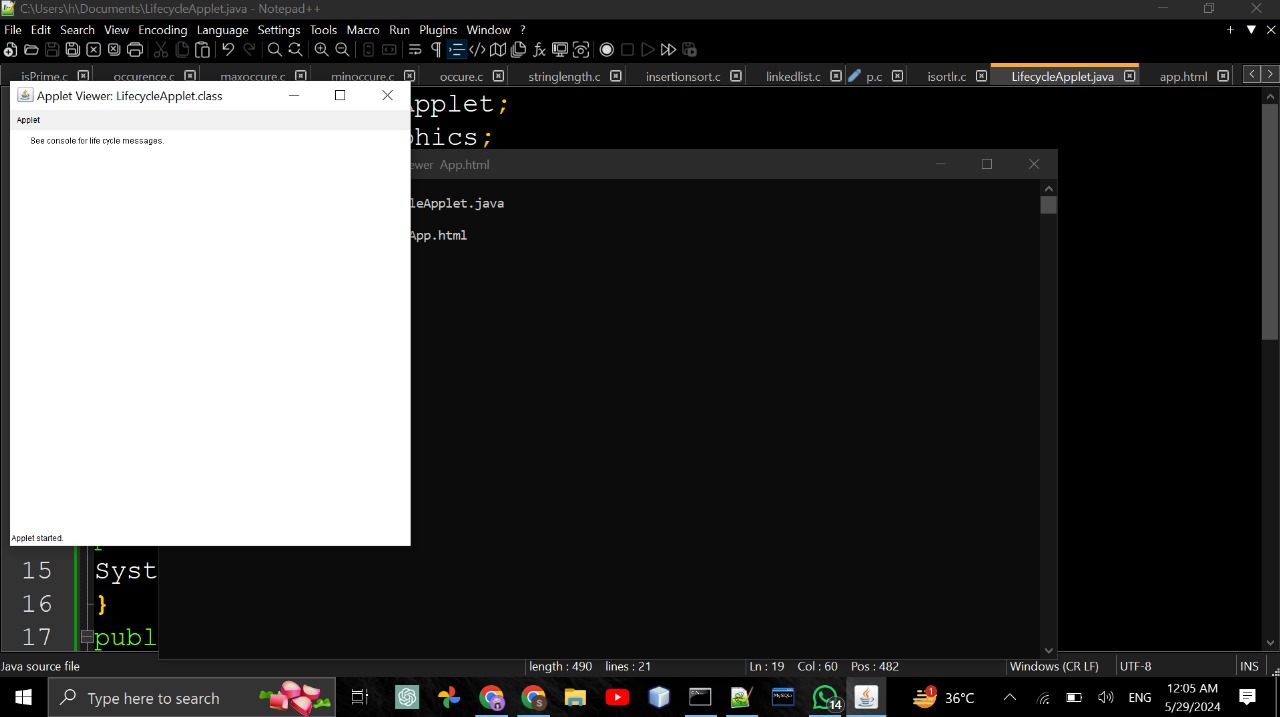 C:\Users\h\Documents\LifecycleApplet.java - Notepad++
File Edit Search View Encoding Language Settings Tools Macro Run Plugins Window ?
isPrime.c occurence.c maxoccure.c minoccure.c occure.c stringlength.c insertionsort.c linkedlist.c p.c isortlr.c LifecycleApplet.java app.html
Applet Viewer: LifecycleApplet.class
Applet
See console for life cycle messages.
Applet started.
pplet;
hics;
ewer App.html
leApplet.java
App.html
15 Syst
16 }
17 publ
Java source file length : 490 lines : 21 Ln : 19 Col : 60 Pos : 482 Windows (CR LF) UTF-8 INS
Type here to search 14 1 36°C ENG 12:05 AM
5/29/2024